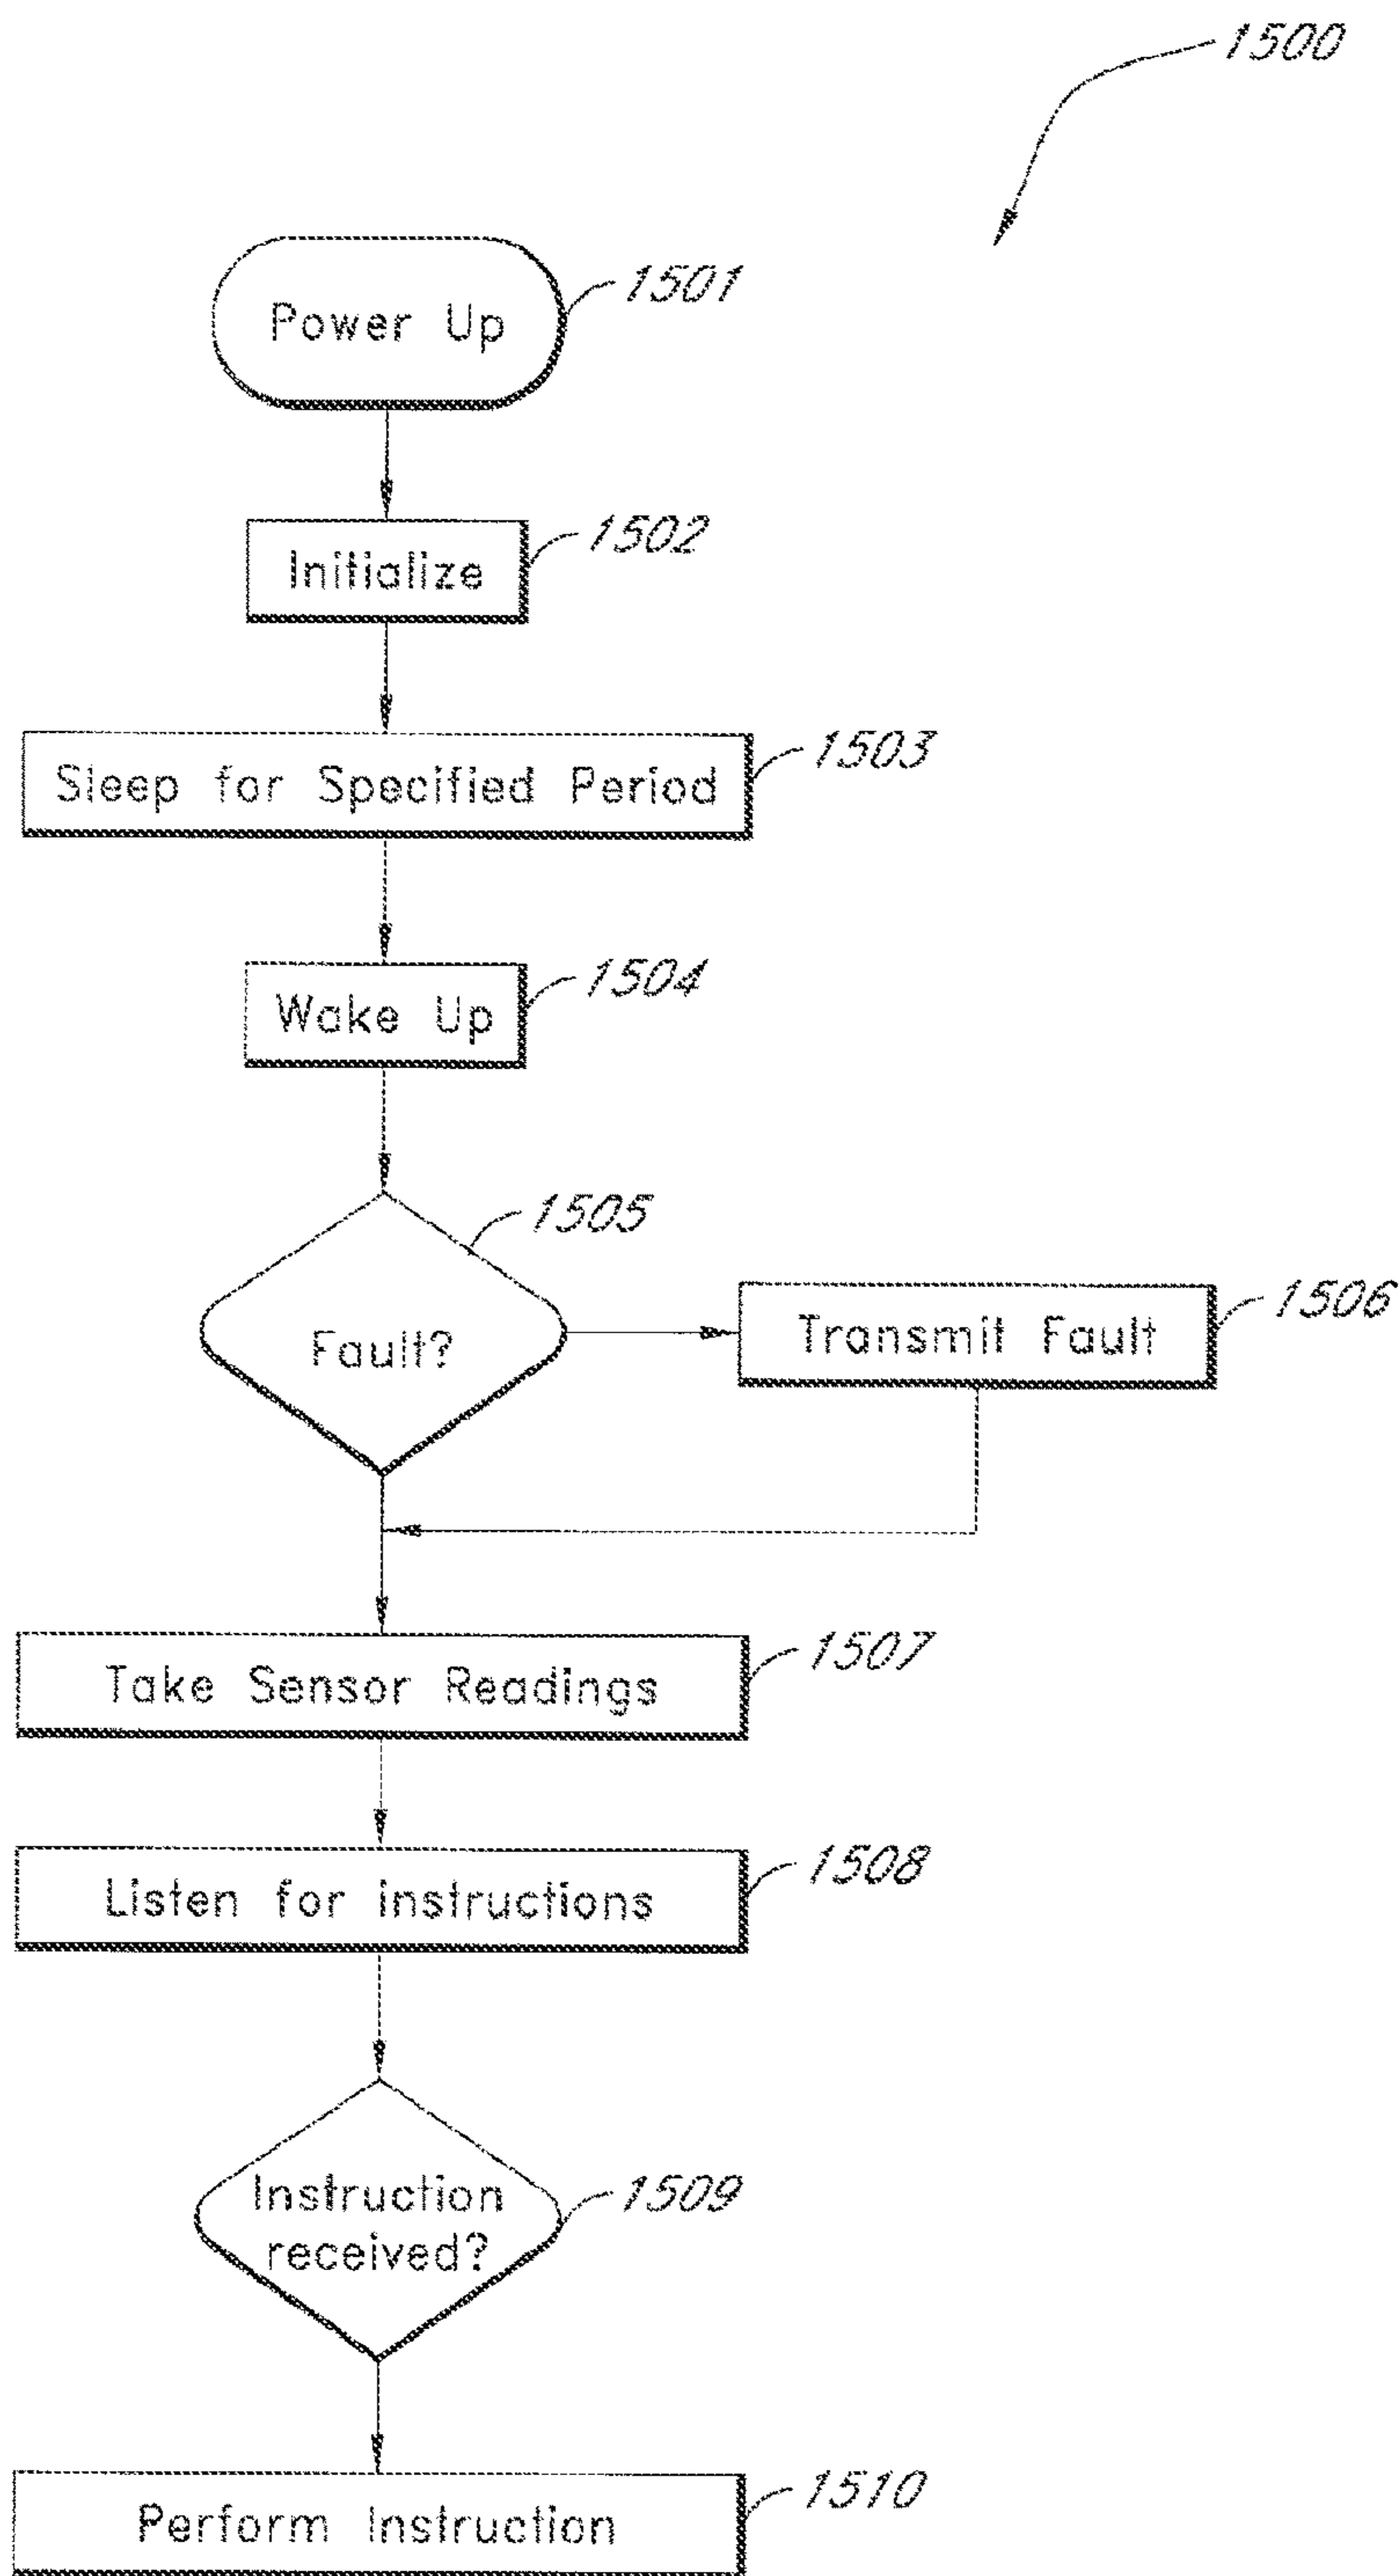 1500
Power Up
1501
Initialize
1502
Sleep for Specified Period
1503
Wake Up
1504
1505
Fault?
Transmit Fault
1506
Take Sensor Readings
1507
Listen for instructions
1508
Instruction
received?
1509
Perform Instruction
1510